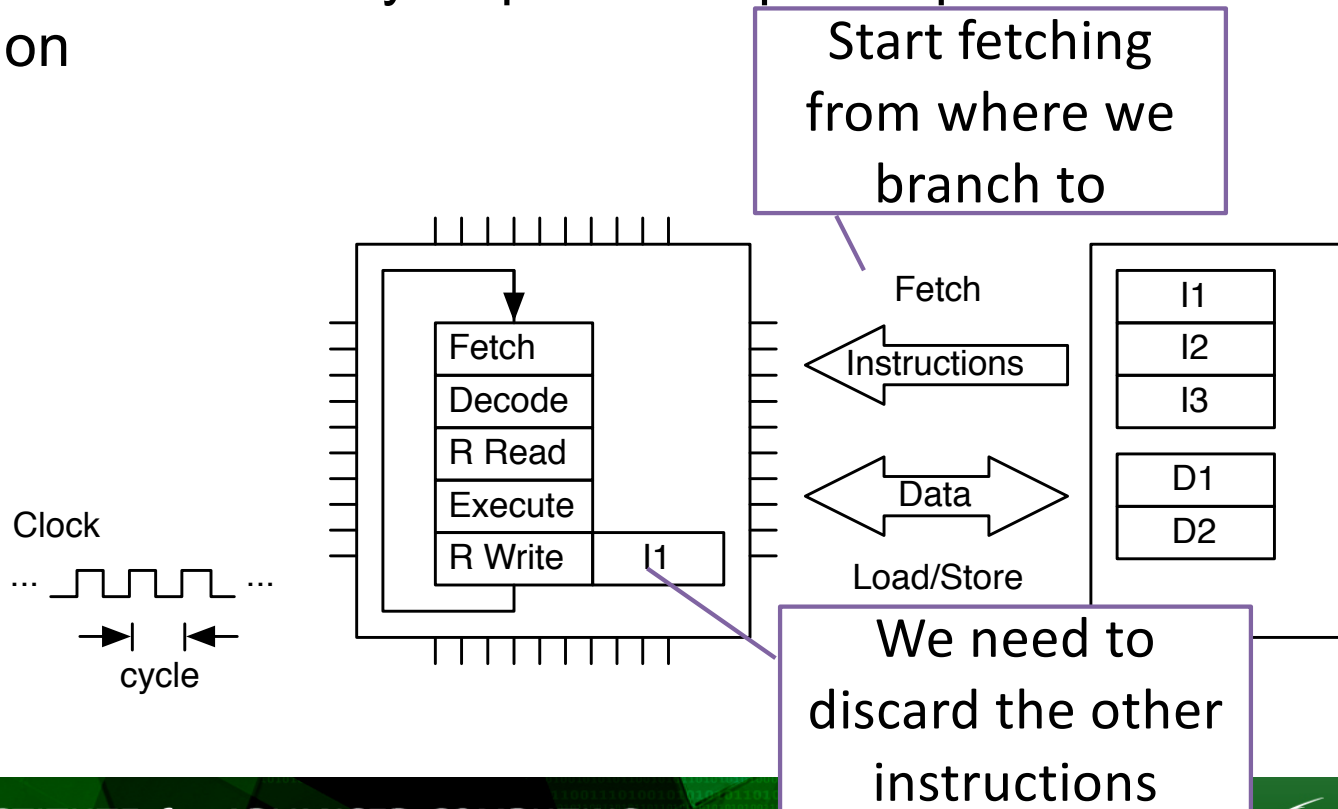 on
Start fetching
from where we
branch to
Fetch
Instructions
I1
I2
I3
Fetch
Decode
R Read
Execute
R Write
I1
Data
D1
D2
Load/Store
Clock
... ...
cycle
We need to
discard the other
instructions